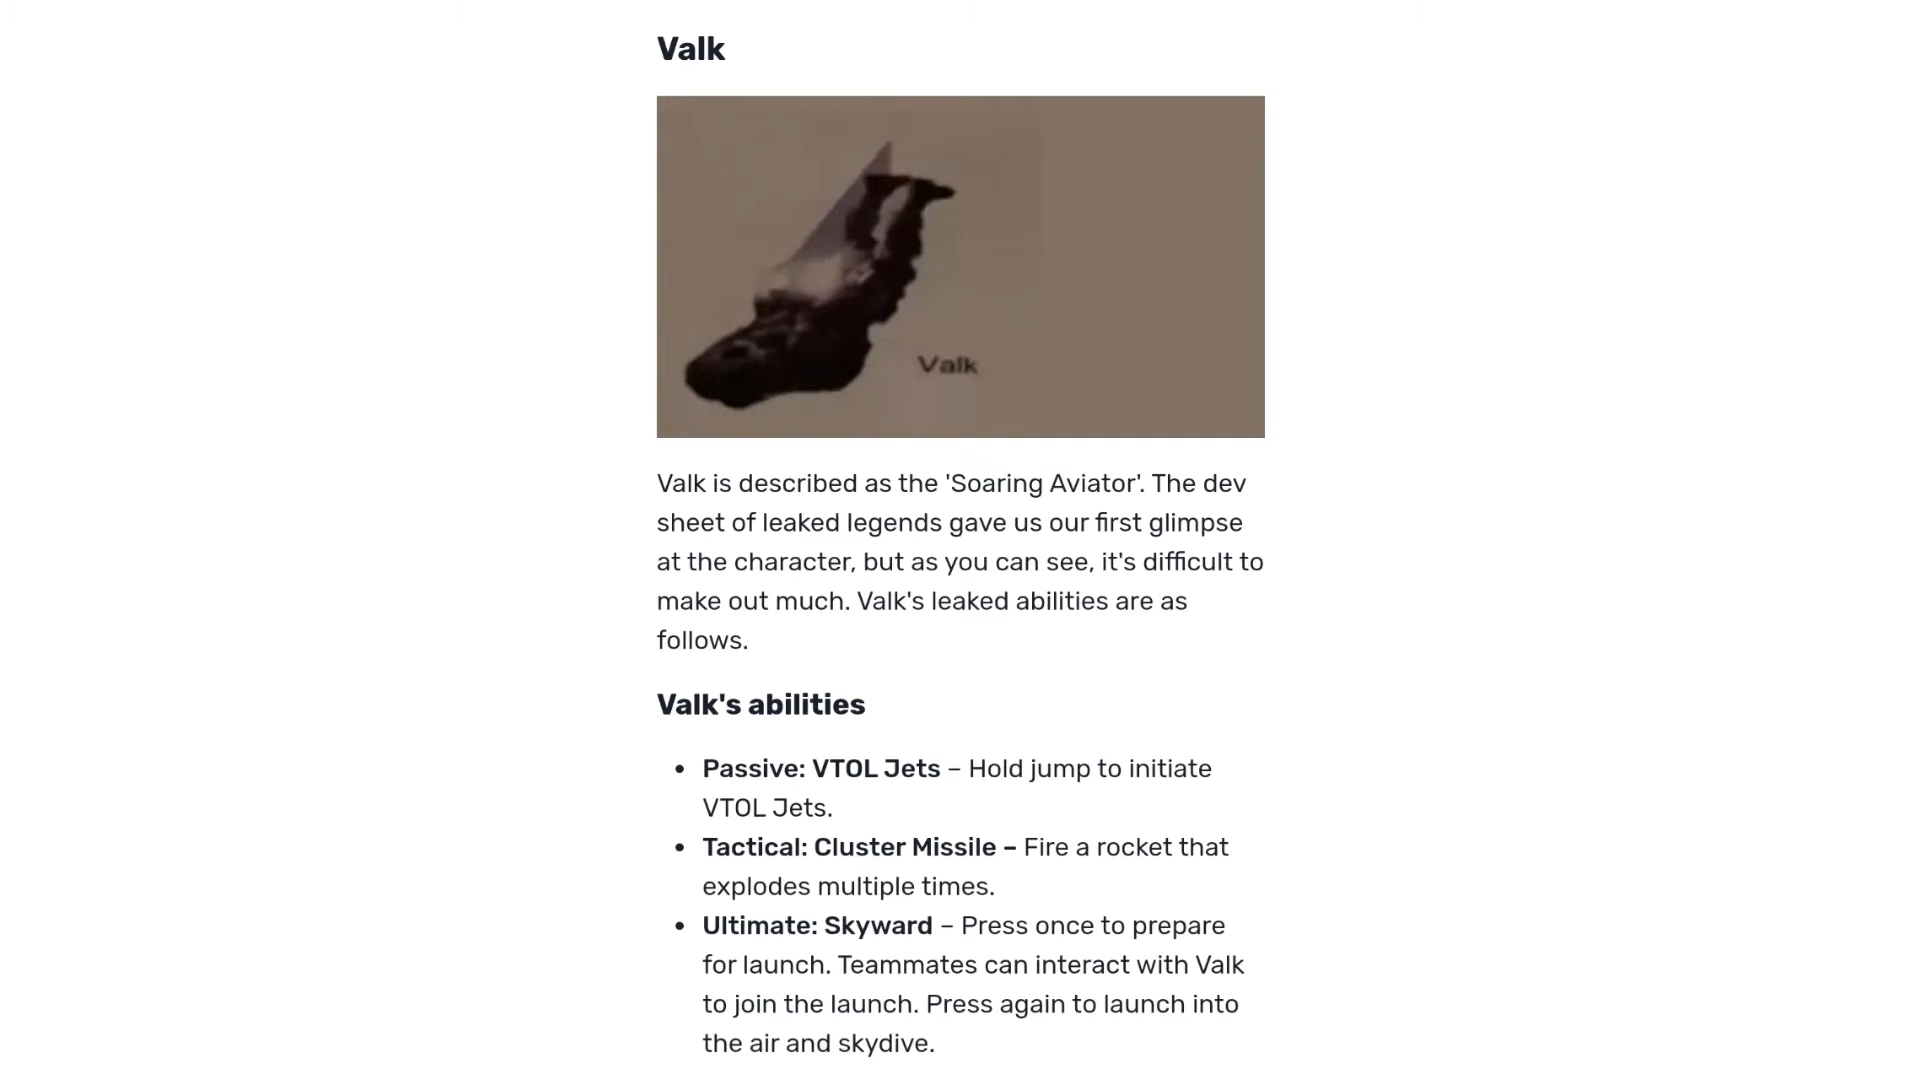 Valk
Valk
Valk is described as the 'Soaring Aviator'. The dev
sheet of leaked legends gave us our first glimpse
at the character, but as you can see, it's difficult to
make out much. Valk's leaked abilities are as
follows.
Valk's abilities
• Passive: VTOL Jets – Hold jump to initiate
VTOL Jets.
• Tactical: Cluster Missile – Fire a rocket that
explodes multiple times.
• Ultimate: Skyward – Press once to prepare
for launch. Teammates can interact with Valk
to join the launch. Press again to launch into
the air and skydive.